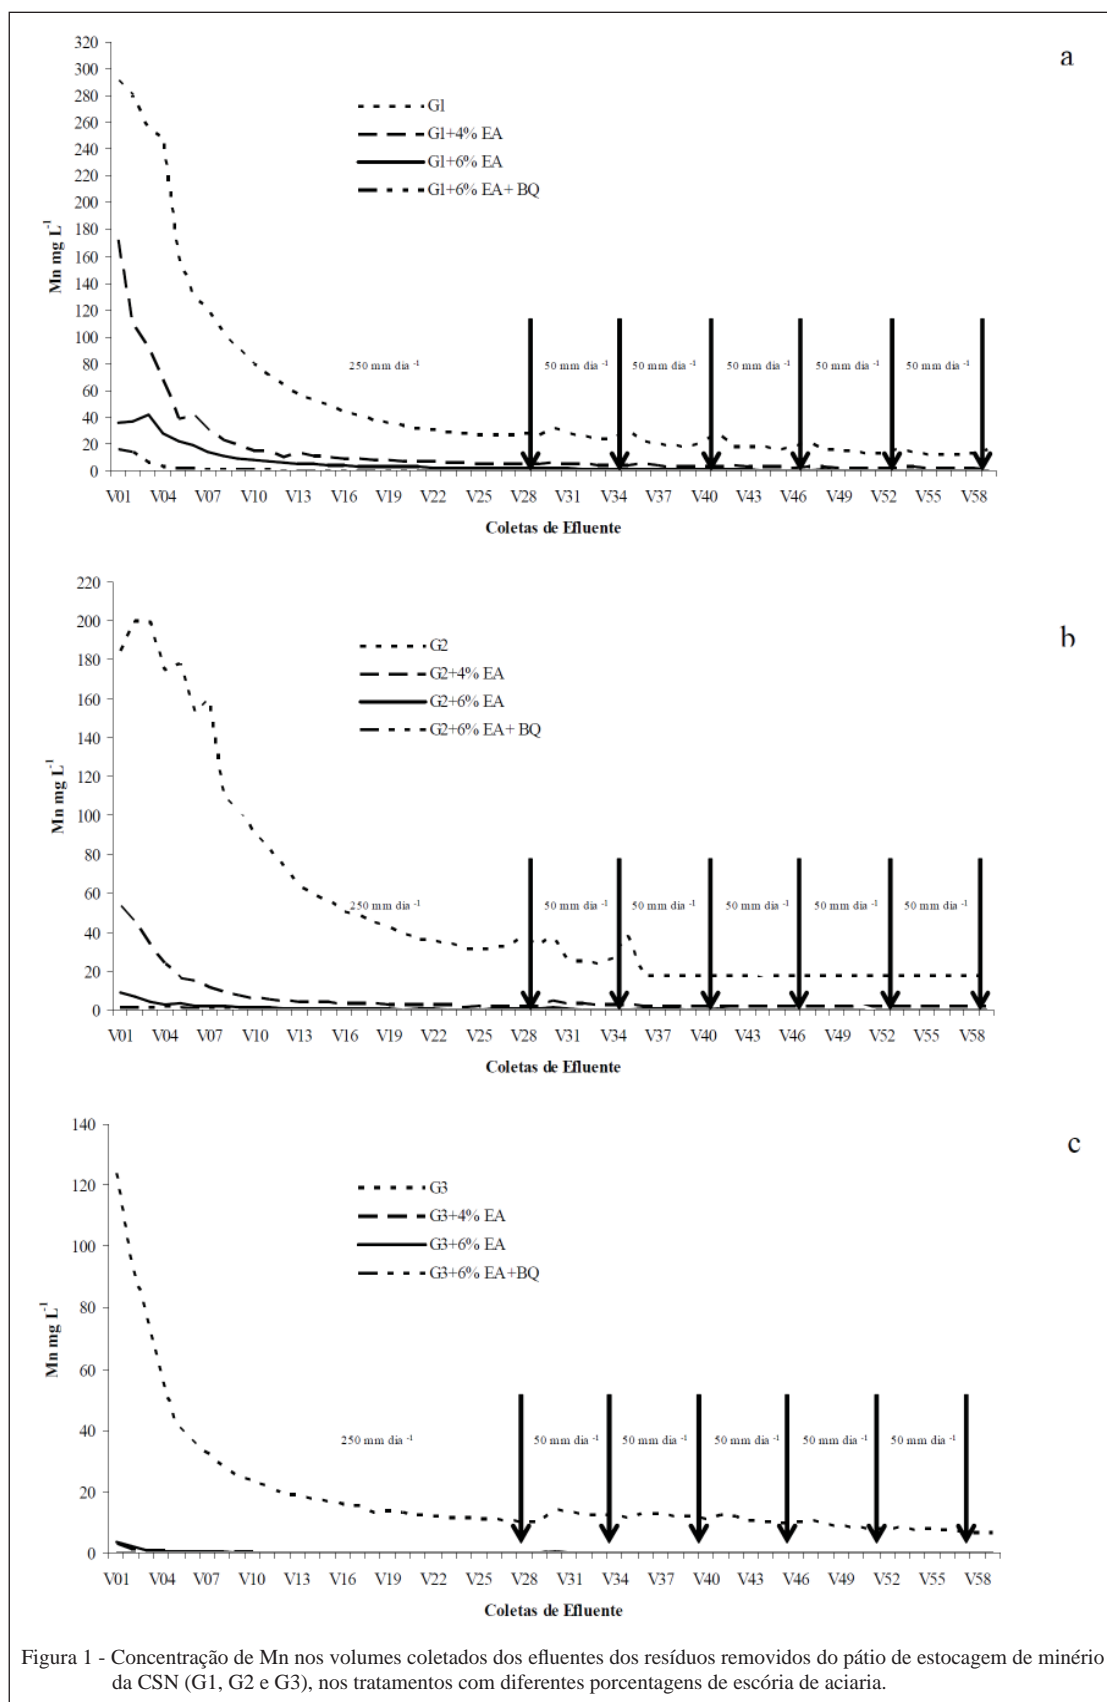 a
320
300
280
260
240
220
200
180
160
140
120
100
80
60
40
20
0
Mn mg L⁻¹
G1
G1+4% EA
G1+6% EA
G1+6% EA+ BQ
250 mm dia ⁻¹
50 mm dia ⁻¹
50 mm dia ⁻¹
50 mm dia ⁻¹
50 mm dia ⁻¹
50 mm dia ⁻¹
V01 V04 V07 V10 V13 V16 V19 V22 V25 V28 V31 V34 V37 V40 V43 V46 V49 V52 V55 V58
Coletas de Efluente
b
220
200
180
160
140
120
100
80
60
40
20
0
Mn mg L⁻¹
G2
G2+4% EA
G2+6% EA
G2+6% EA+ BQ
250 mm dia ⁻¹
50 mm dia ⁻¹
50 mm dia ⁻¹
50 mm dia ⁻¹
50 mm dia ⁻¹
50 mm dia ⁻¹
V01 V04 V07 V10 V13 V16 V19 V22 V25 V28 V31 V34 V37 V40 V43 V46 V49 V52 V55 V58
Coletas de Efluente
c
140
120
100
80
60
40
20
0
Mn mg L⁻¹
G3
G3+4% EA
G3+6% EA
G3+6% EA+BQ
250 mm dia ⁻¹
50 mm dia ⁻¹
50 mm dia ⁻¹
50 mm dia ⁻¹
50 mm dia ⁻¹
50 mm dia ⁻¹
V01 V04 V07 V10 V13 V16 V19 V22 V25 V28 V31 V34 V37 V40 V43 V46 V49 V52 V55 V58
Coletas de Efluente
Figura 1 - Concentração de Mn nos volumes coletados dos efluentes dos resíduos removidos do pátio de estocagem de minério
da CSN (G1, G2 e G3), nos tratamentos com diferentes porcentagens de escória de aciaria.